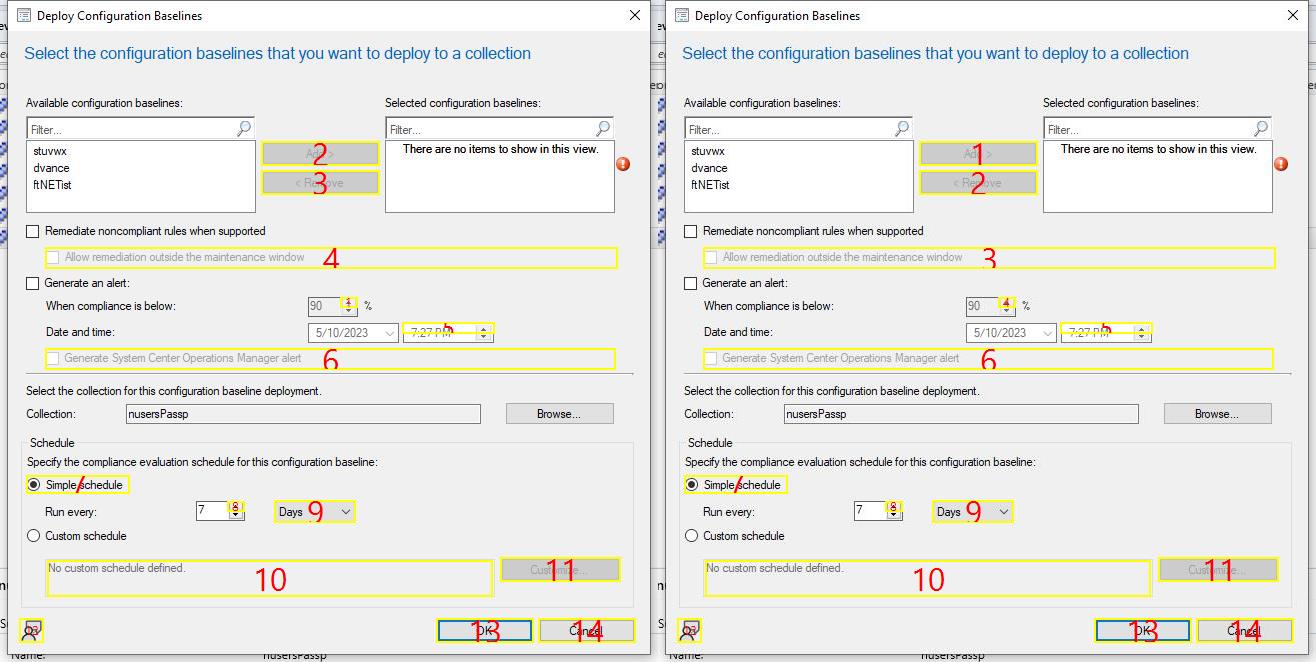 Deploy Configuration Baselines
Select the configuration baselines that you want to deploy to a collection
Available configuration baselines:
Selected configuration baselines:
Filter...
Filter...
stuvwx
dvance
ftNETist
2
Add >
3
< Remove
There are no items to show in this view.
Remediate noncompliant rules when supported
Allow remediation outside the maintenance window
4
Generate an alert:
When compliance is below:
90
1
%
Date and time:
5/10/2023
7:27 PM
5
Generate System Center Operations Manager alert
6
Select the collection for this configuration baseline deployment.
Collection:
nusersPassp
Browse...
Schedule
Specify the compliance evaluation schedule for this configuration baseline:
Simple schedule
7
Run every:
7
8
Days
9
Custom schedule
No custom schedule defined.
10
Customize...
11
OK
13
Cancel
14
nusersPassp
Deploy Configuration Baselines
Select the configuration baselines that you want to deploy to a collection
Available configuration baselines:
Selected configuration baselines:
Filter...
Filter...
stuvwx
dvance
ftNETist
1
Add >
2
< Remove
There are no items to show in this view.
Remediate noncompliant rules when supported
Allow remediation outside the maintenance window
3
Generate an alert:
When compliance is below:
90
4
%
Date and time:
5/10/2023
7:27 PM
5
Generate System Center Operations Manager alert
6
Select the collection for this configuration baseline deployment.
Collection:
nusersPassp
Browse...
Schedule
Specify the compliance evaluation schedule for this configuration baseline:
Simple schedule
7
Run every:
7
8
Days
9
Custom schedule
No custom schedule defined.
10
Customize...
11
OK
13
Cancel
14
Name:
nusersPassp